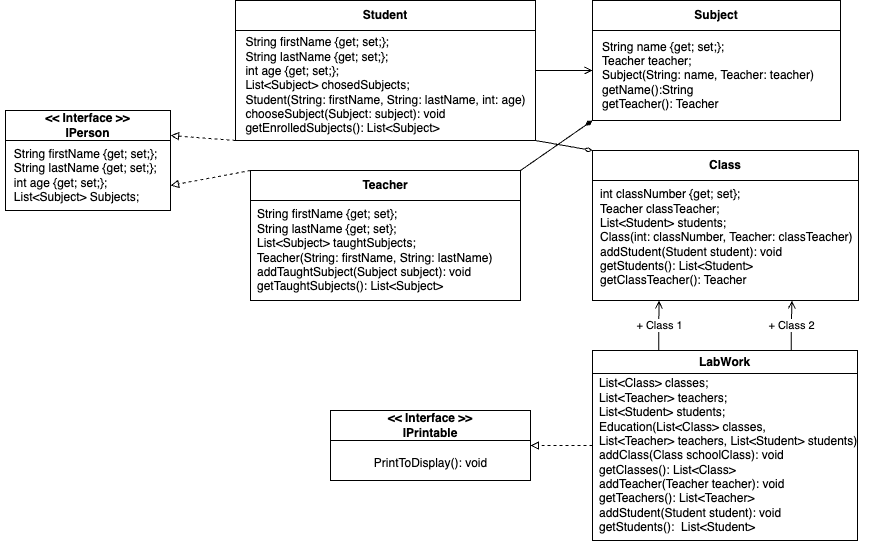 Student
String firstName {get; set;};
String lastName {get; set;};
int age {get; set;};
List<Subject> chosedSubjects;
Student(String: firstName, String: lastName, int: age)
chooseSubject(Subject: subject): void
getEnrolledSubjects(): List<Subject>
Subject
String name {get; set;};
Teacher teacher;
Subject(String: name, Teacher: teacher)
getName():String
getTeacher(): Teacher
<< Interface >>
IPerson
String firstName {get; set;};
String lastName {get; set;};
int age {get; set;};
List<Subject> Subjects;
Teacher
String firstName {get; set};
String lastName {get; set};
List<Subject> taughtSubjects;
Teacher(String: firstName, String: lastName)
addTaughtSubject(Subject subject): void
getTaughtSubjects(): List<Subject>
Class
int classNumber {get; set};
Teacher classTeacher;
List<Student> students;
Class(int: classNumber, Teacher: classTeacher)
addStudent(Student student): void
getStudents(): List<Student>
getClassTeacher(): Teacher
+ Class 1
+ Class 2
<< Interface >>
IPrintable
PrintToDisplay(): void
LabWork
List<Class> classes;
List<Teacher> teachers;
List<Student> students;
Education(List<Class> classes,
List<Teacher> teachers, List<Student> students)
addClass(Class schoolClass): void
getClasses(): List<Class>
addTeacher(Teacher teacher): void
getTeachers(): List<Teacher>
addStudent(Student student): void
getStudents():  List<Student>